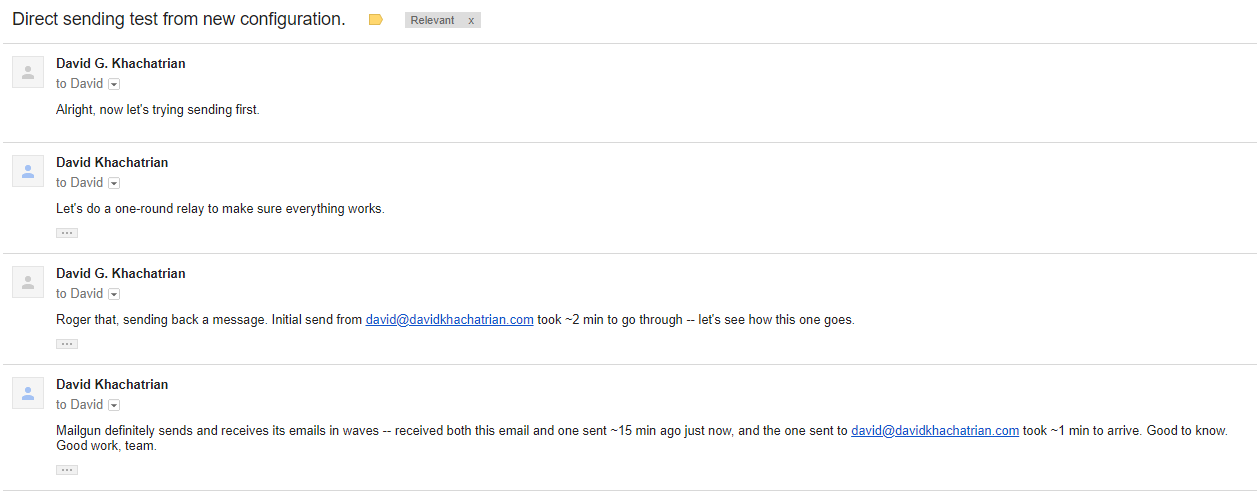 Direct sending test from new configuration. Relevant x
David G. Khachatrian
to David
Alright, now let's trying sending first.
David Khachatrian
to David
Let's do a one-round relay to make sure everything works.
David G. Khachatrian
to David
Roger that, sending back a message. Initial send from david@davidkhachatrian.com took ~2 min to go through -- let's see how this one goes.
David Khachatrian
to David
Mailgun definitely sends and receives its emails in waves -- received both this email and one sent ~15 min ago just now, and the one sent to david@davidkhachatrian.com took ~1 min to arrive. Good to know.
Good work, team.